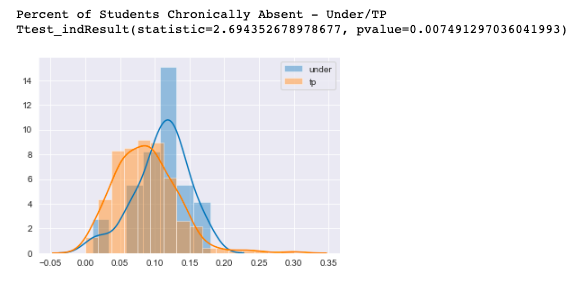 Percent of Students Chronically Absent - Under/TP
Ttest_indResult(statistic=2.694352678978677, pvalue=0.007491297036041993)
under
tp
14
12
10
8
6
4
2
0
-0.05 0.00 0.05 0.10 0.15 0.20 0.25 0.30 0.35